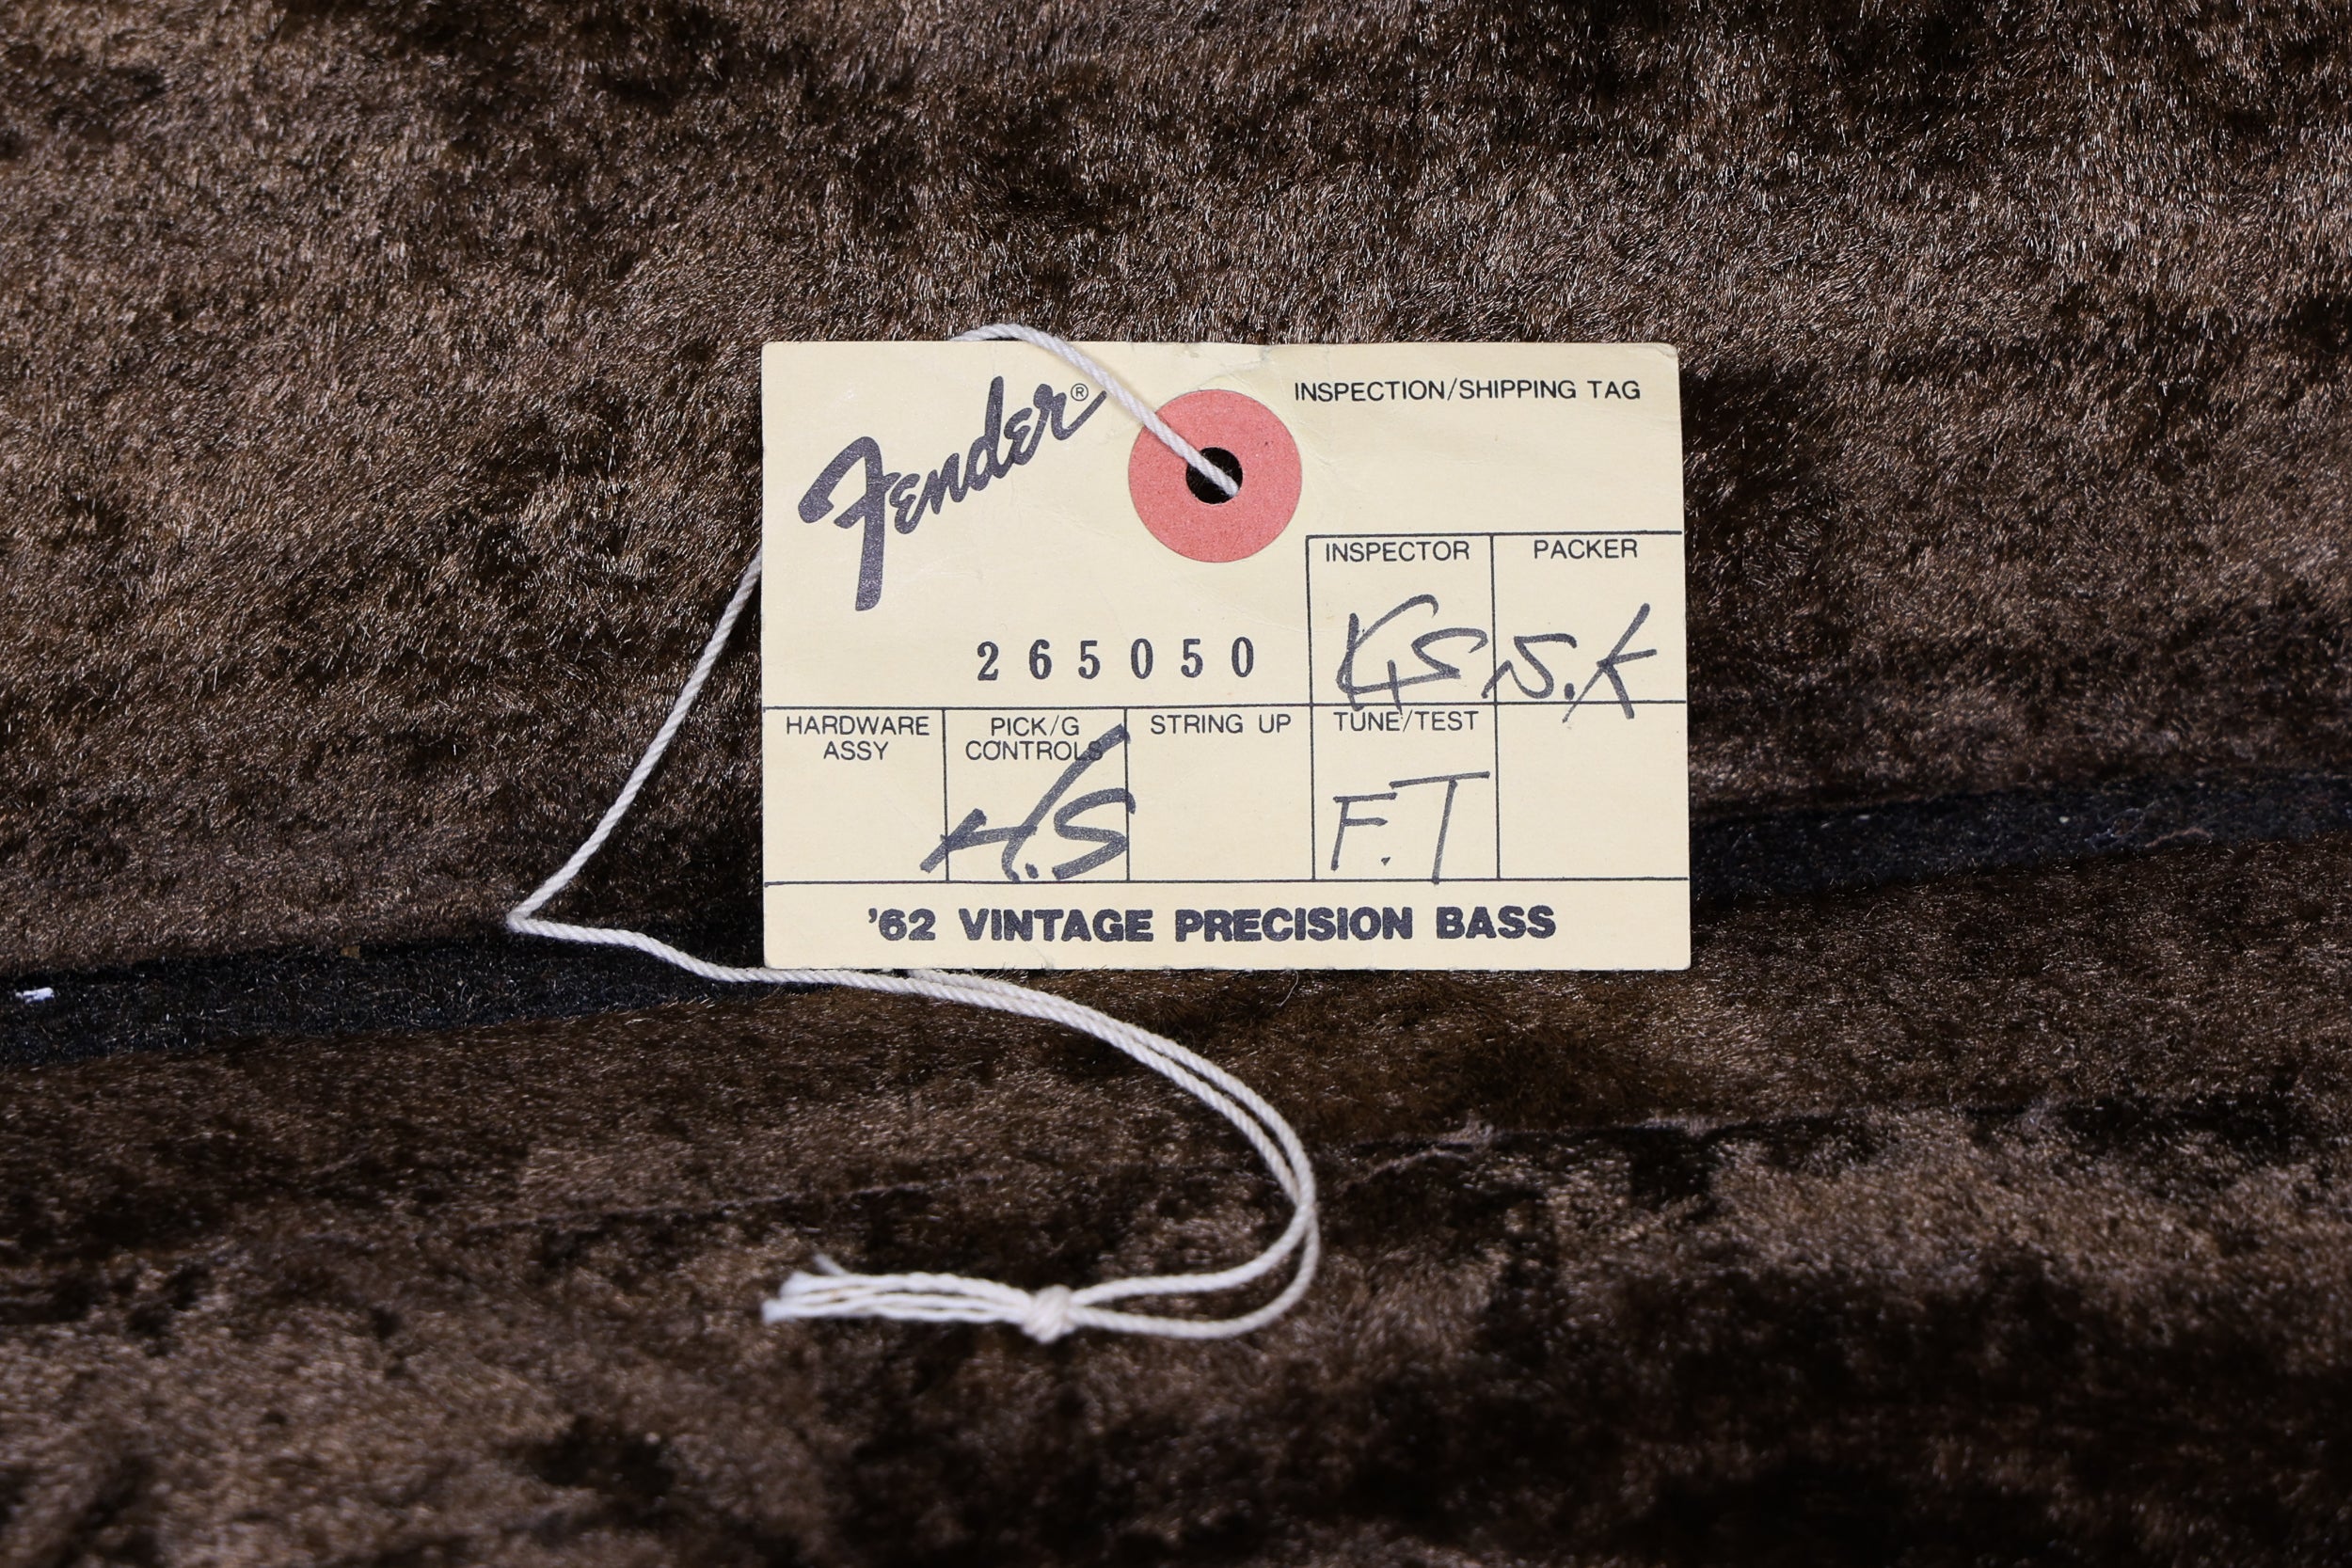 Fender®
INSPECTION/SHIPPING TAG
INSPECTOR
PACKER
KS
S.K
265050
HARDWARE
ASSY
PICK/G
CONTROLS
STRING UP
TUNE/TEST
H.S
F.T
'62 VINTAGE PRECISION BASS